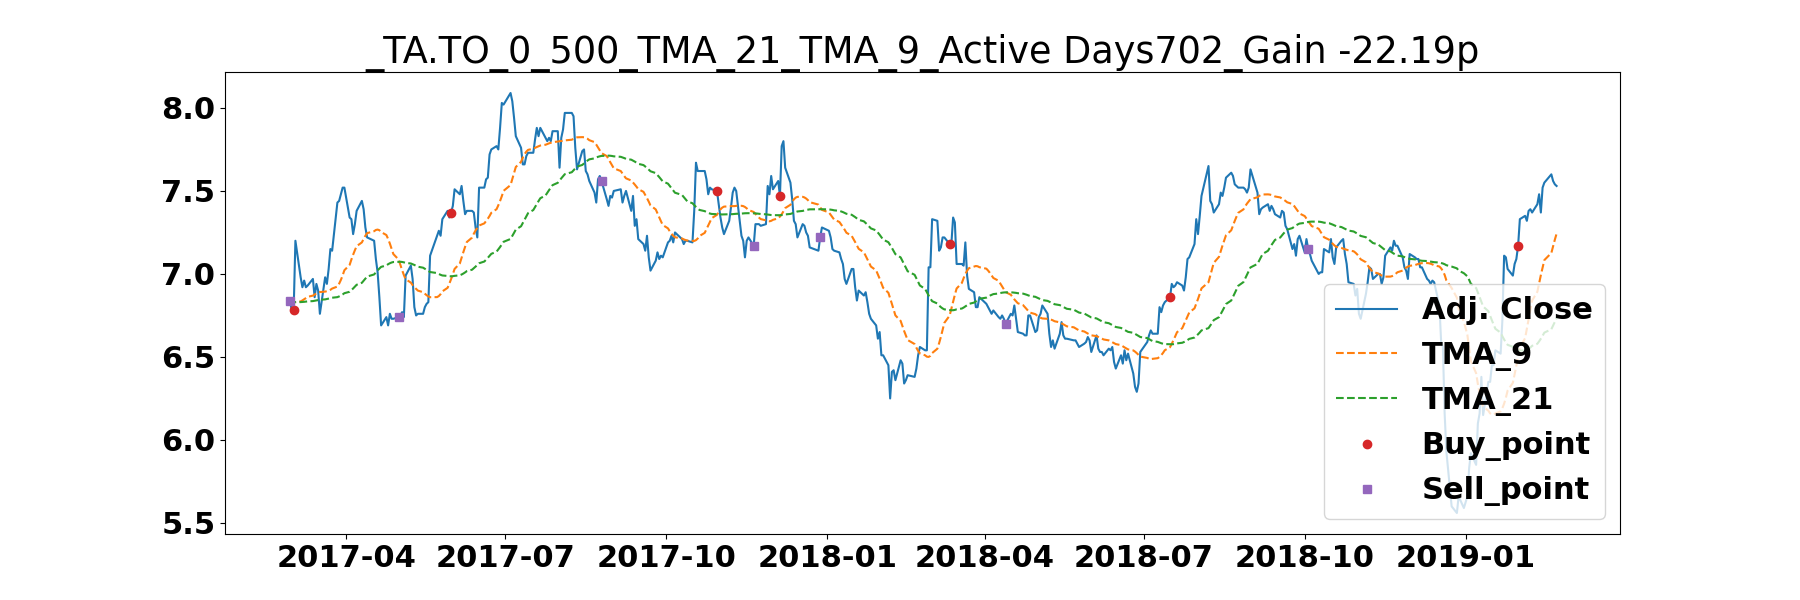 _TA.TO_0_500_TMA_21_TMA_9_Active Days702_Gain -22.19p
8.0
7.5
7.0
6.5
6.0
5.5
Adj. Close
TMA_9
TMA_21
Buy_point
Sell_point
2017-04 2017-07 2017-10 2018-01 2018-04 2018-07 2018-10 2019-01